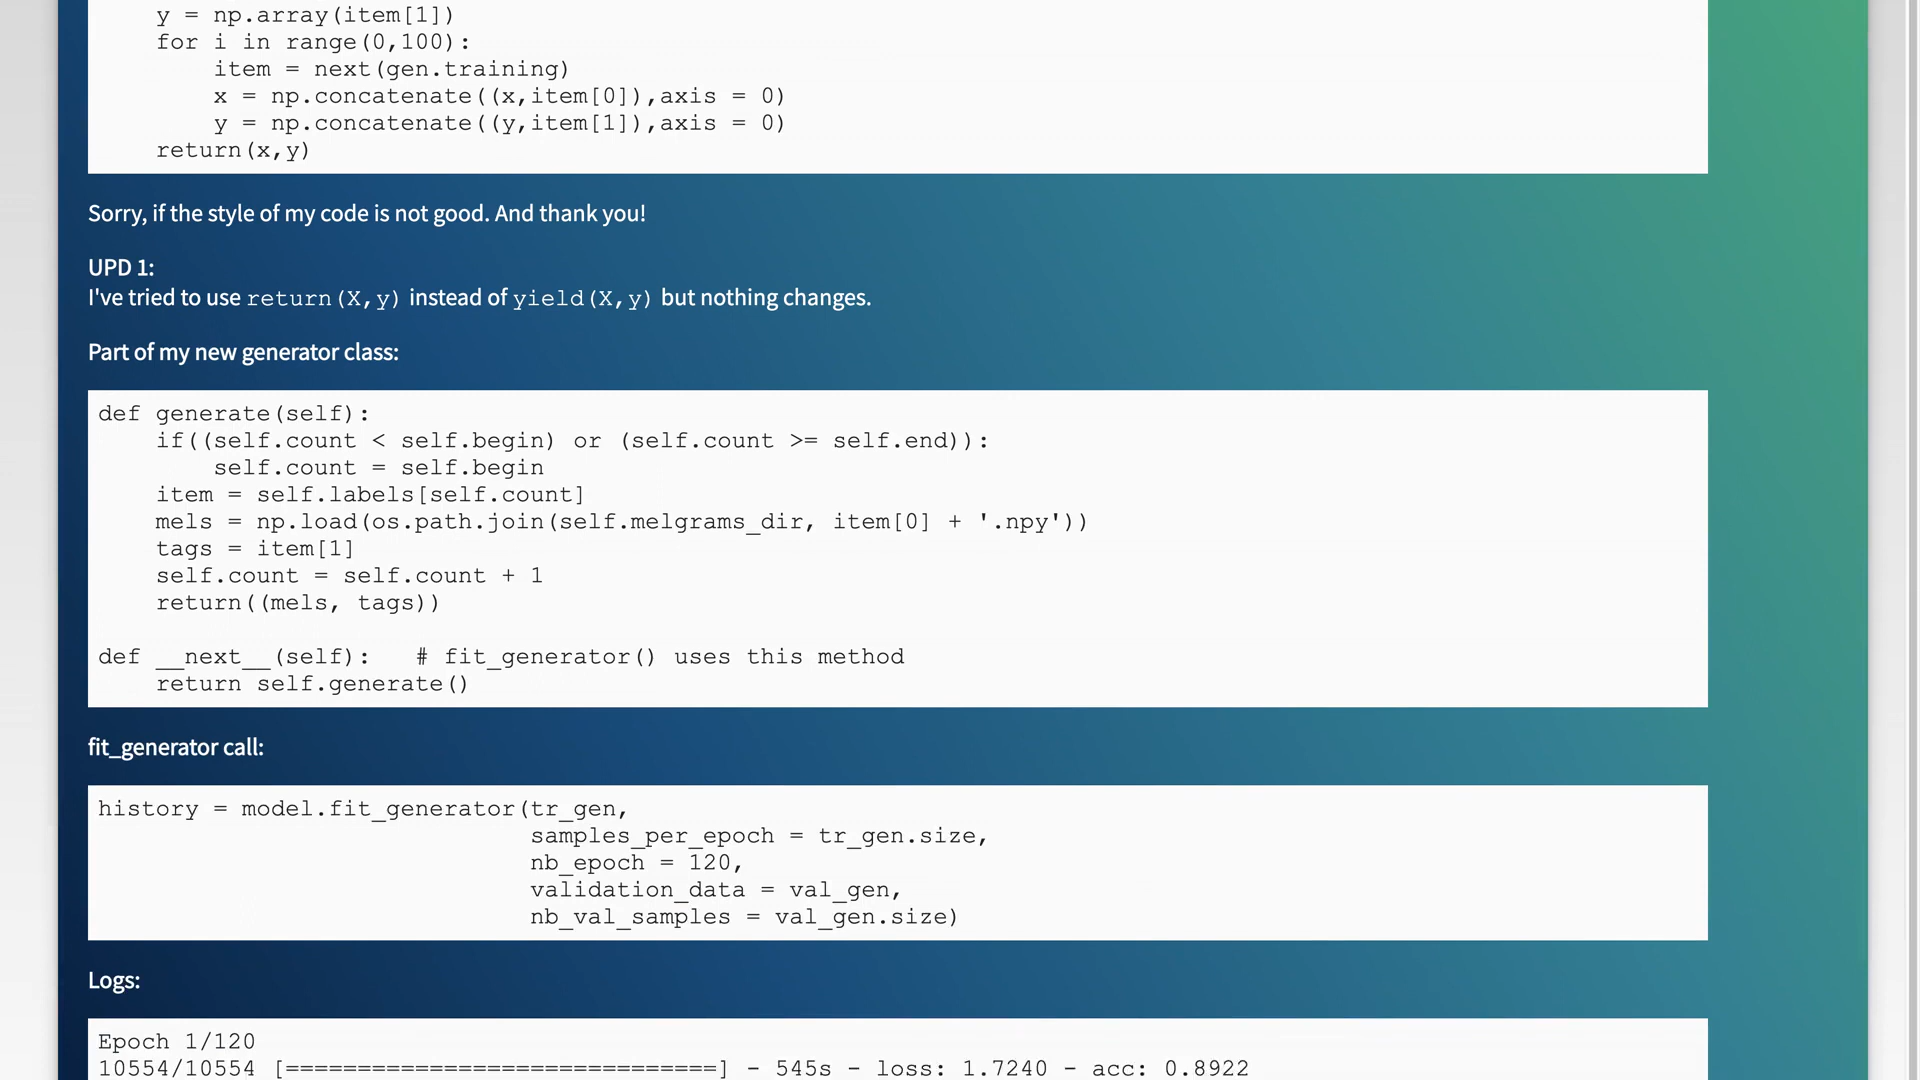 y = np.array(item[1])
    for i in range(0,100):
        item = next(gen.training)
        x = np.concatenate((x,item[0]),axis = 0)
        y = np.concatenate((y,item[1]),axis = 0)
    return(x,y)
Sorry, if the style of my code is not good. And thank you!
UPD 1:
I've tried to use return(X,y) instead of yield(X,y) but nothing changes.
Part of my new generator class:
def generate(self):
    if((self.count < self.begin) or (self.count >= self.end)):
        self.count = self.begin
    item = self.labels[self.count]
    mels = np.load(os.path.join(self.melgrams_dir, item[0] + '.npy'))
    tags = item[1]
    self.count = self.count + 1
    return((mels, tags))
def __next__(self):   # fit_generator() uses this method
    return self.generate()
fit_generator call:
history = model.fit_generator(tr_gen,
                              samples_per_epoch = tr_gen.size,
                              nb_epoch = 120,
                              validation_data = val_gen,
                              nb_val_samples = val_gen.size)
Logs:
Epoch 1/120
10554/10554 [==============================] - 545s - loss: 1.7240 - acc: 0.8922